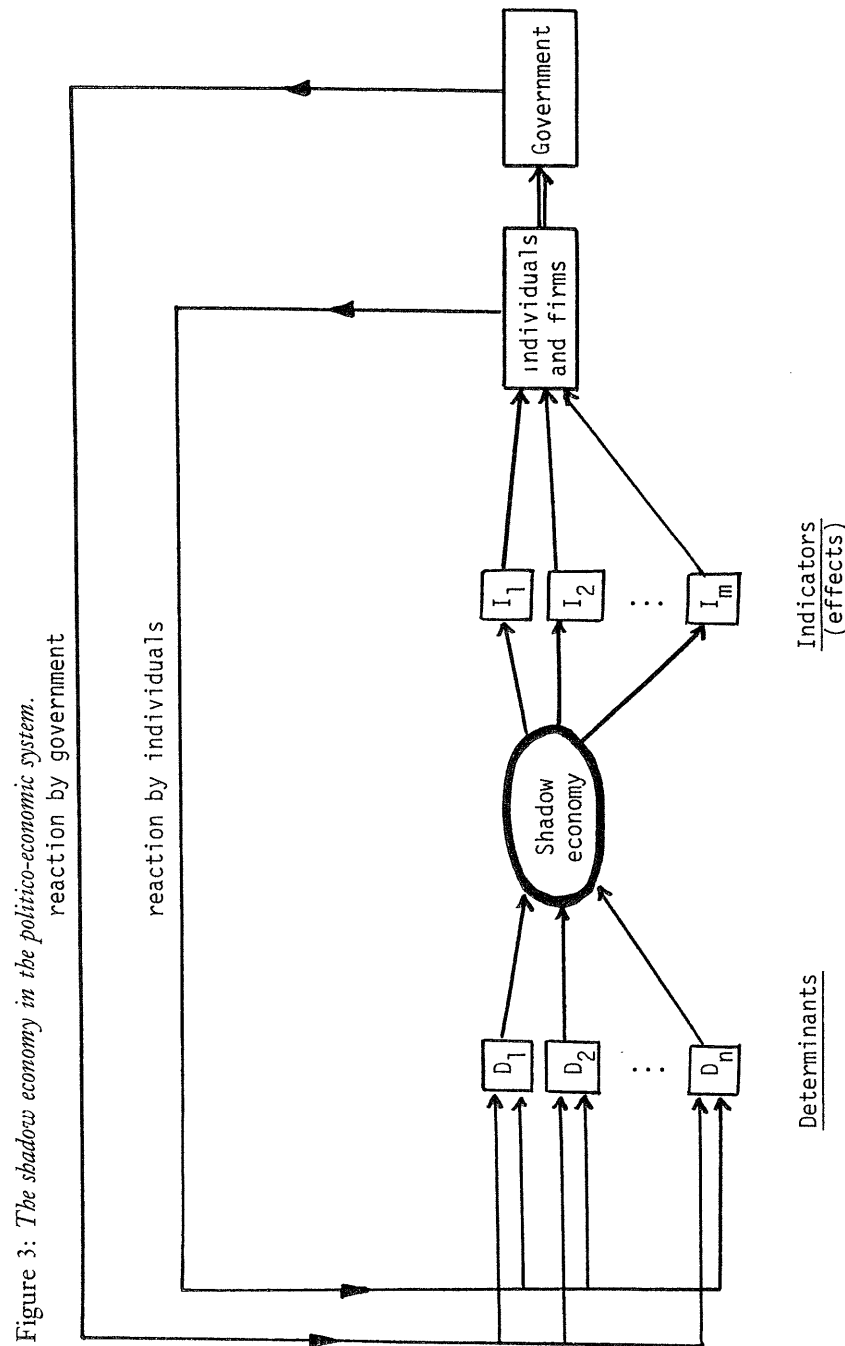 Figure 3: The shadow economy in the politico-economic system.
reaction by government
reaction by individuals
D1
D2
...
Dn
Determinants
Shadow
economy
I1
I2
...
Im
Indicators
(effects)
Individuals
and firms
Government